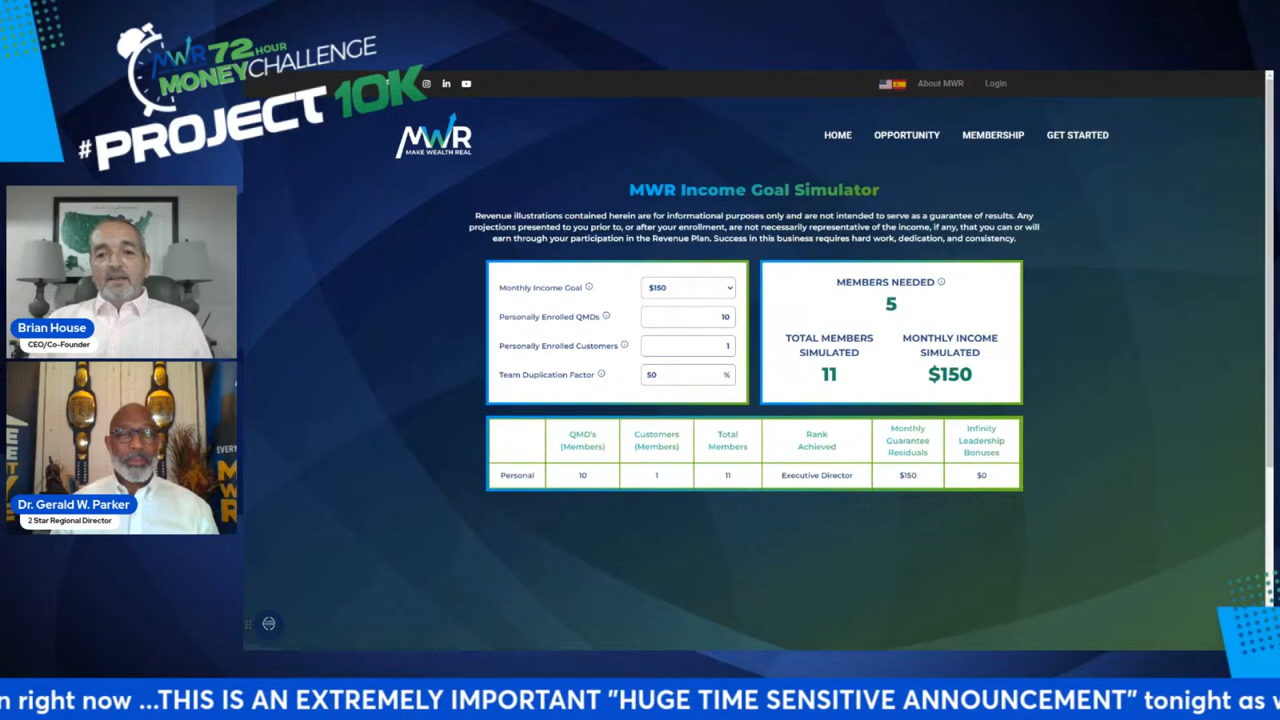 MWR 72 HOUR
MONEYCHALLENGE
#PROJECT 10K
About MWR
Login
MWR
MAKE WEALTH REAL
HOME
OPPORTUNITY
MEMBERSHIP
GET STARTED
MWR Income Goal Simulator
Revenue illustrations contained herein are for informational purposes only and are not intended to serve as a guarantee of results. Any
projections presented to you prior to, or after your enrollment, are not necessarily representative of the income, if any, that you can or will
earn through your participation in the Revenue Plan. Success in this business requires hard work, dedication, and consistency.
Monthly Income Goal
$150
Personally Enrolled QMDs
10
Personally Enrolled Customers
1
Team Duplication Factor
50 %
MEMBERS NEEDED
5
TOTAL MEMBERS
SIMULATED
11
MONTHLY INCOME
SIMULATED
$150
QMD's
(Members)
Customers
(Members)
Total
Members
Rank
Achieved
Monthly
Guarantee
Residuals
Infinity
Leadership
Bonuses
Personal
10
1
11
Executive Director
$150
$0
Brian House
CEO/Co-Founder
EVERY
Dr. Gerald W. Parker
2 Star Regional Director
n right now ...THIS IS AN EXTREMELY IMPORTANT "HUGE TIME SENSITIVE ANNOUNCEMENT" tonight as